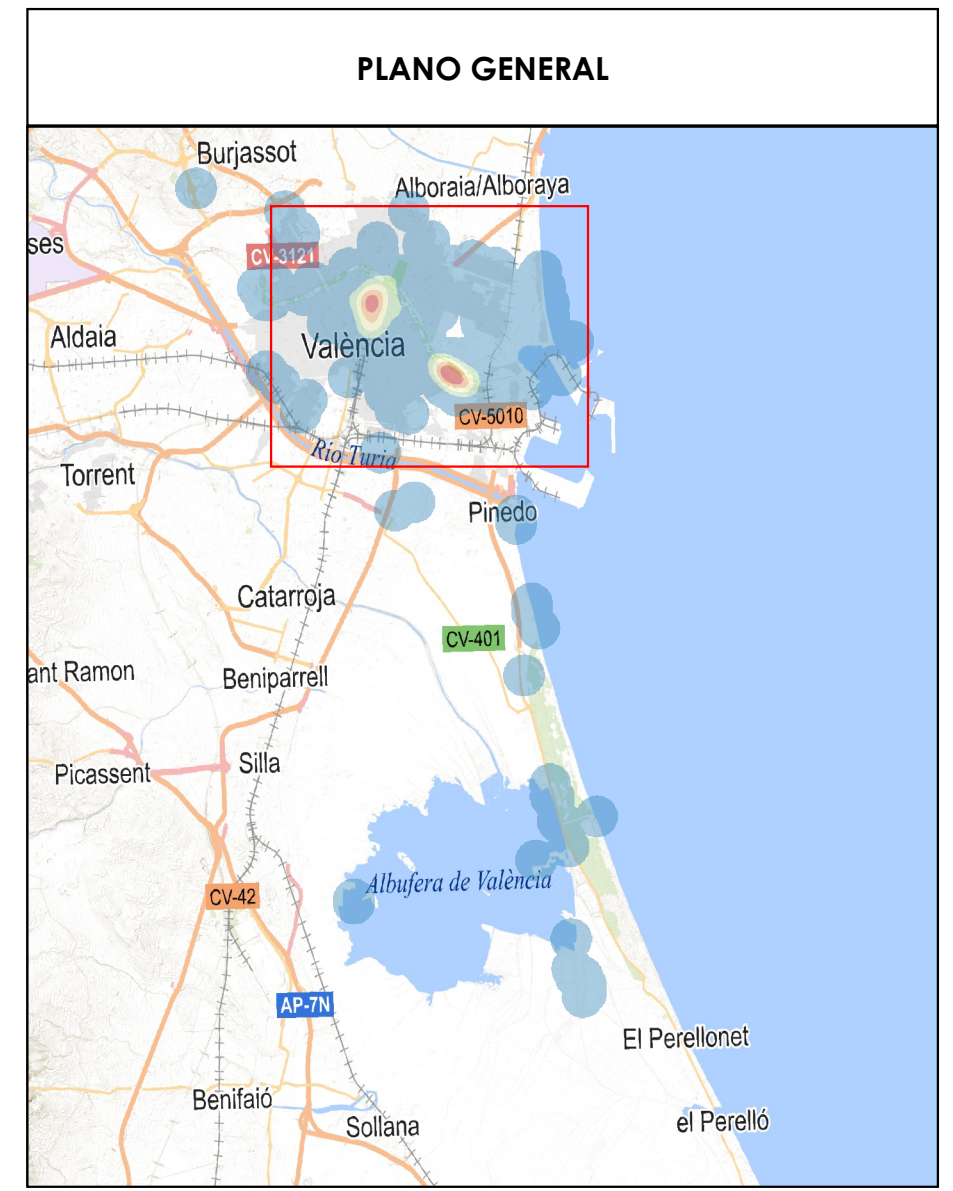 PLANO GENERAL
Burjassot
Alboraia/Alboraya
ses
CV-3121
Aldaia
València
CV-5010
Río Turia
Torrent
Pinedo
Catarroja
CV-401
ant Ramon
Beniparrell
Silla
Picassent
Albufera de València
CV-42
AP-7N
El Perellonet
Benifaió
el Perelló
Sollana